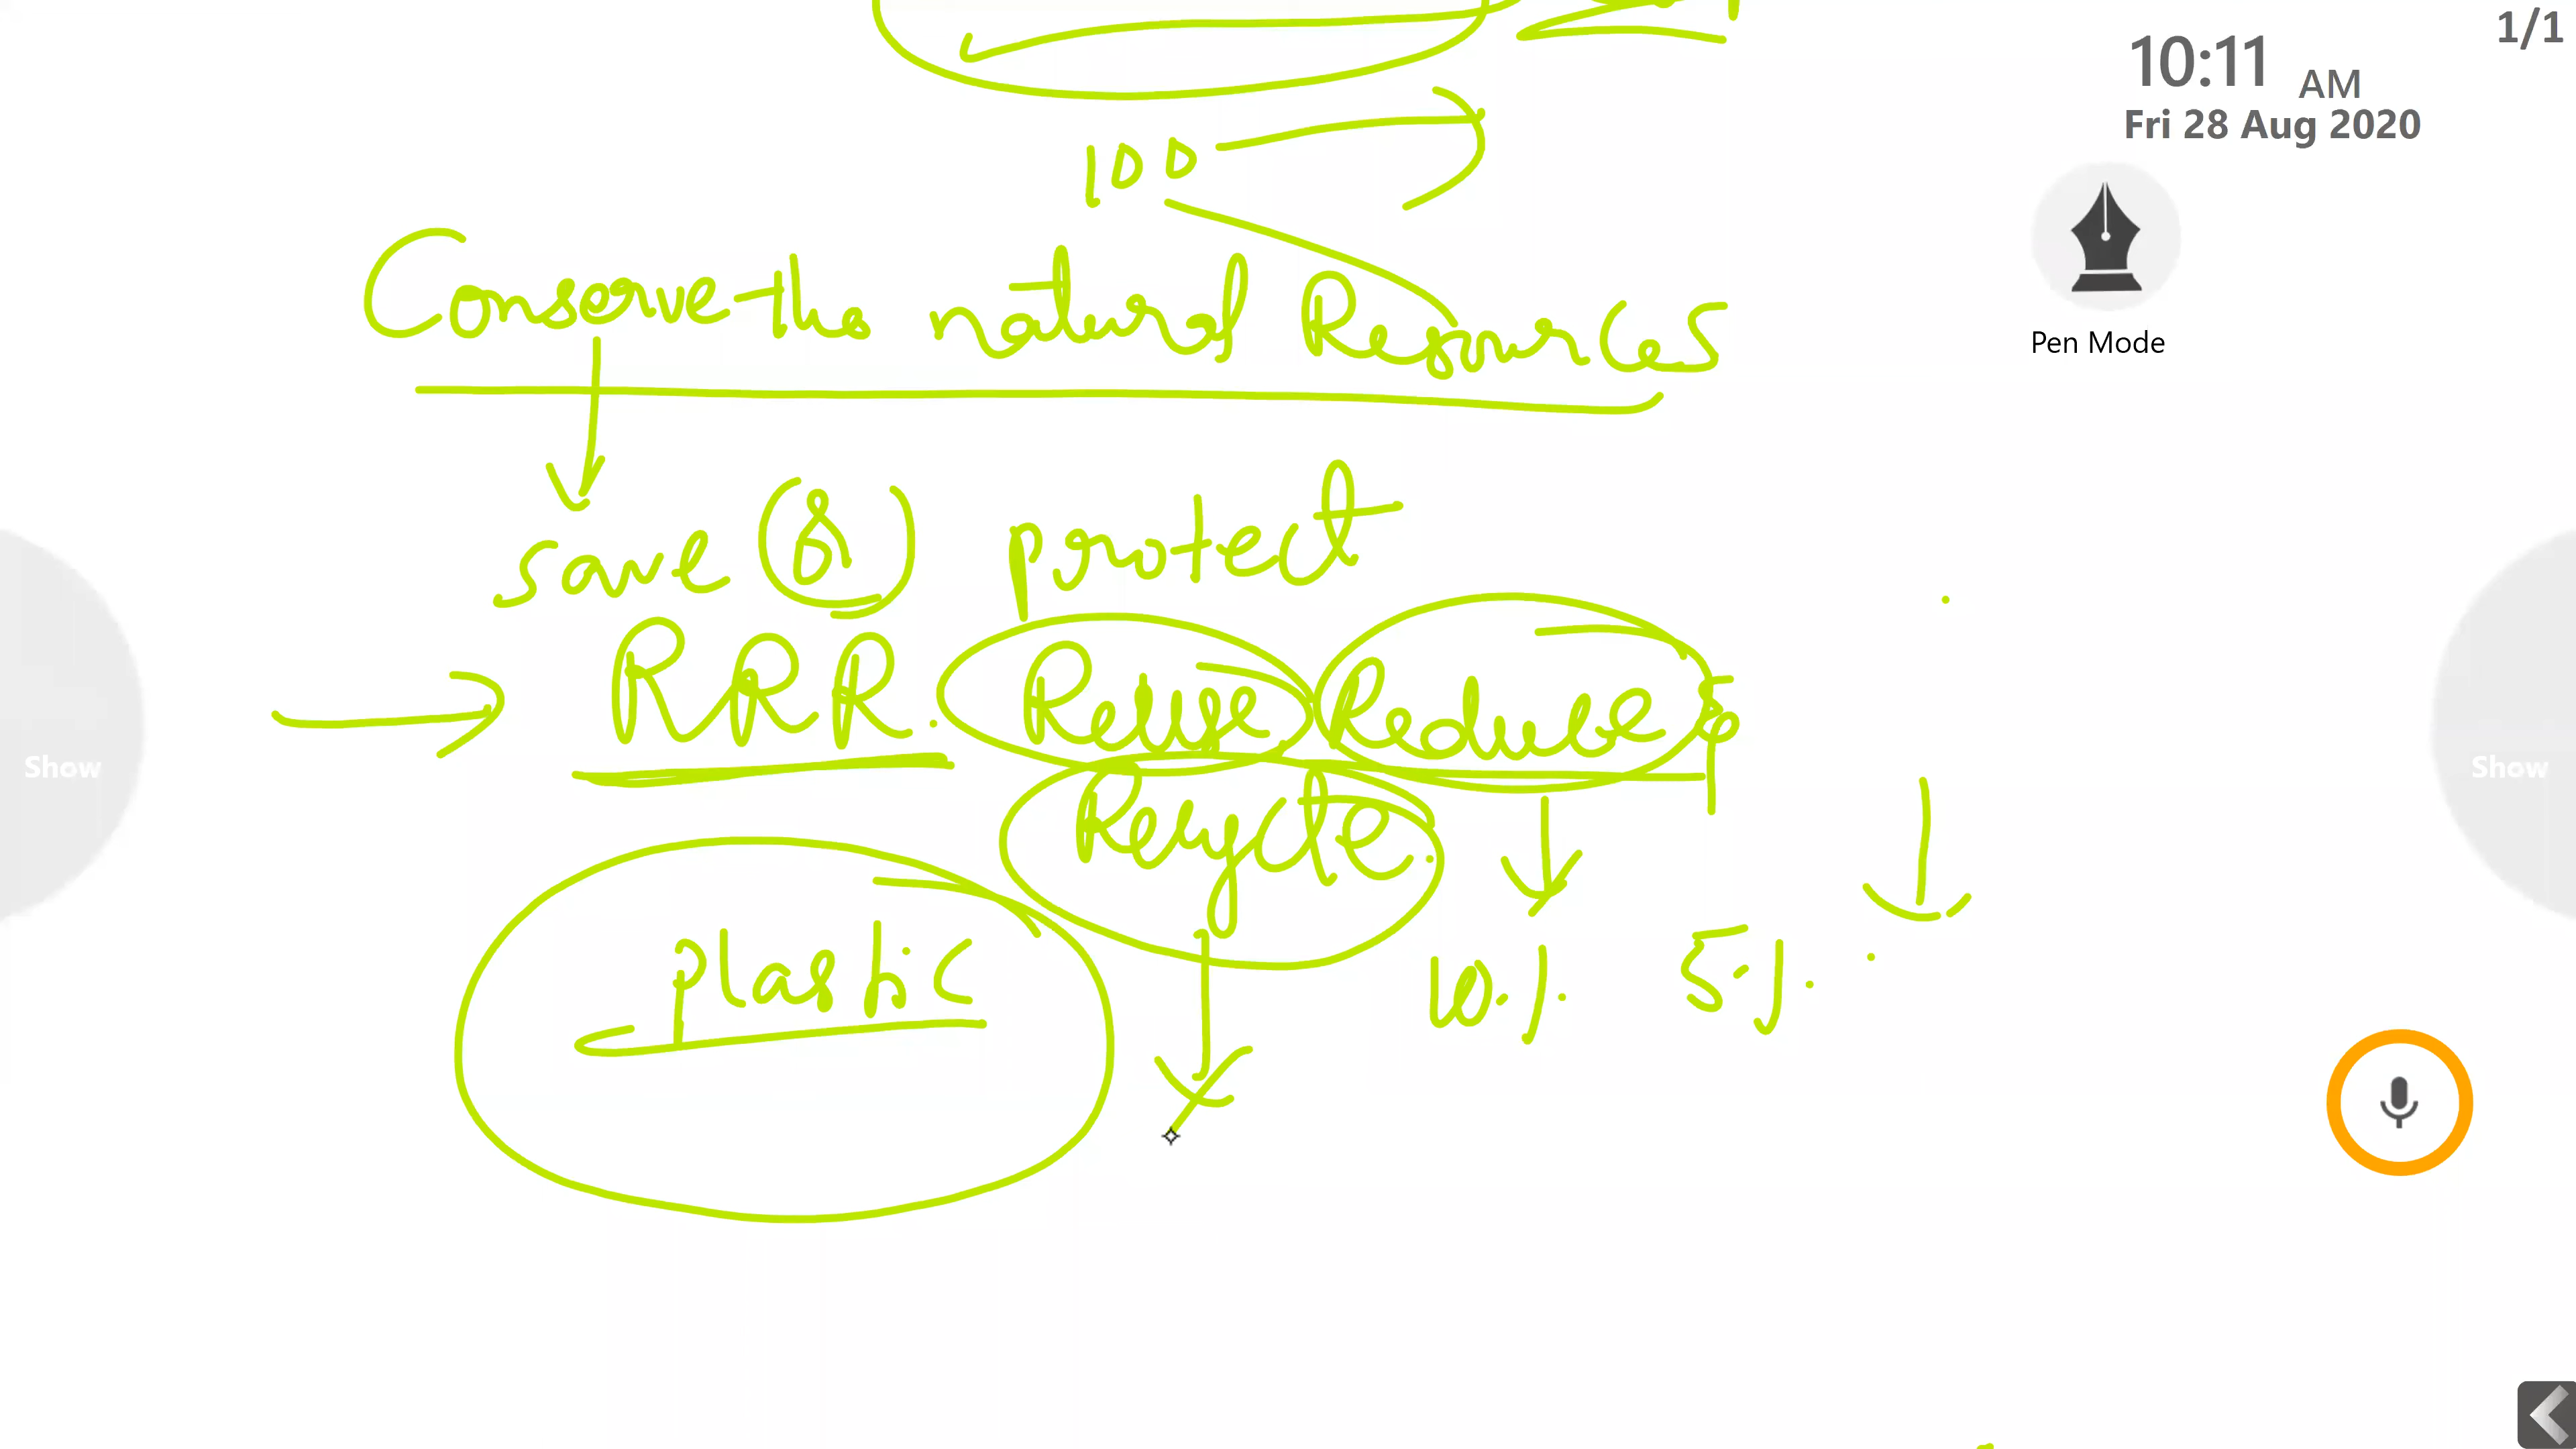 1/1
10:11 AM
Fri 28 Aug 2020
Pen Mode
100
Conserve the natural Resources
save (&) protect
RRR. Reuse Reduce &
Recycle.
Show
Show
plastic
10%. 5%.